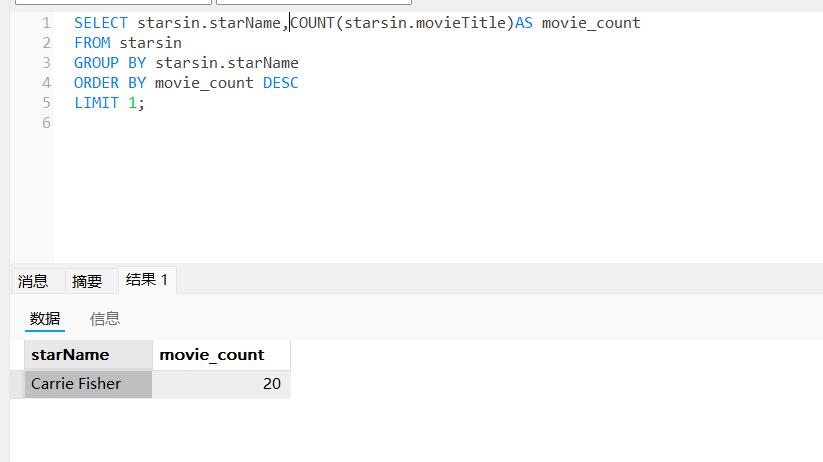 1 SELECT starsin.starName,COUNT(starsin.movieTitle)AS movie_count
2 FROM starsin
3 GROUP BY starsin.starName
4 ORDER BY movie_count DESC
5 LIMIT 1;
6
消息 摘要 结果 1
数据 信息
starName movie_count
Carrie Fisher 20